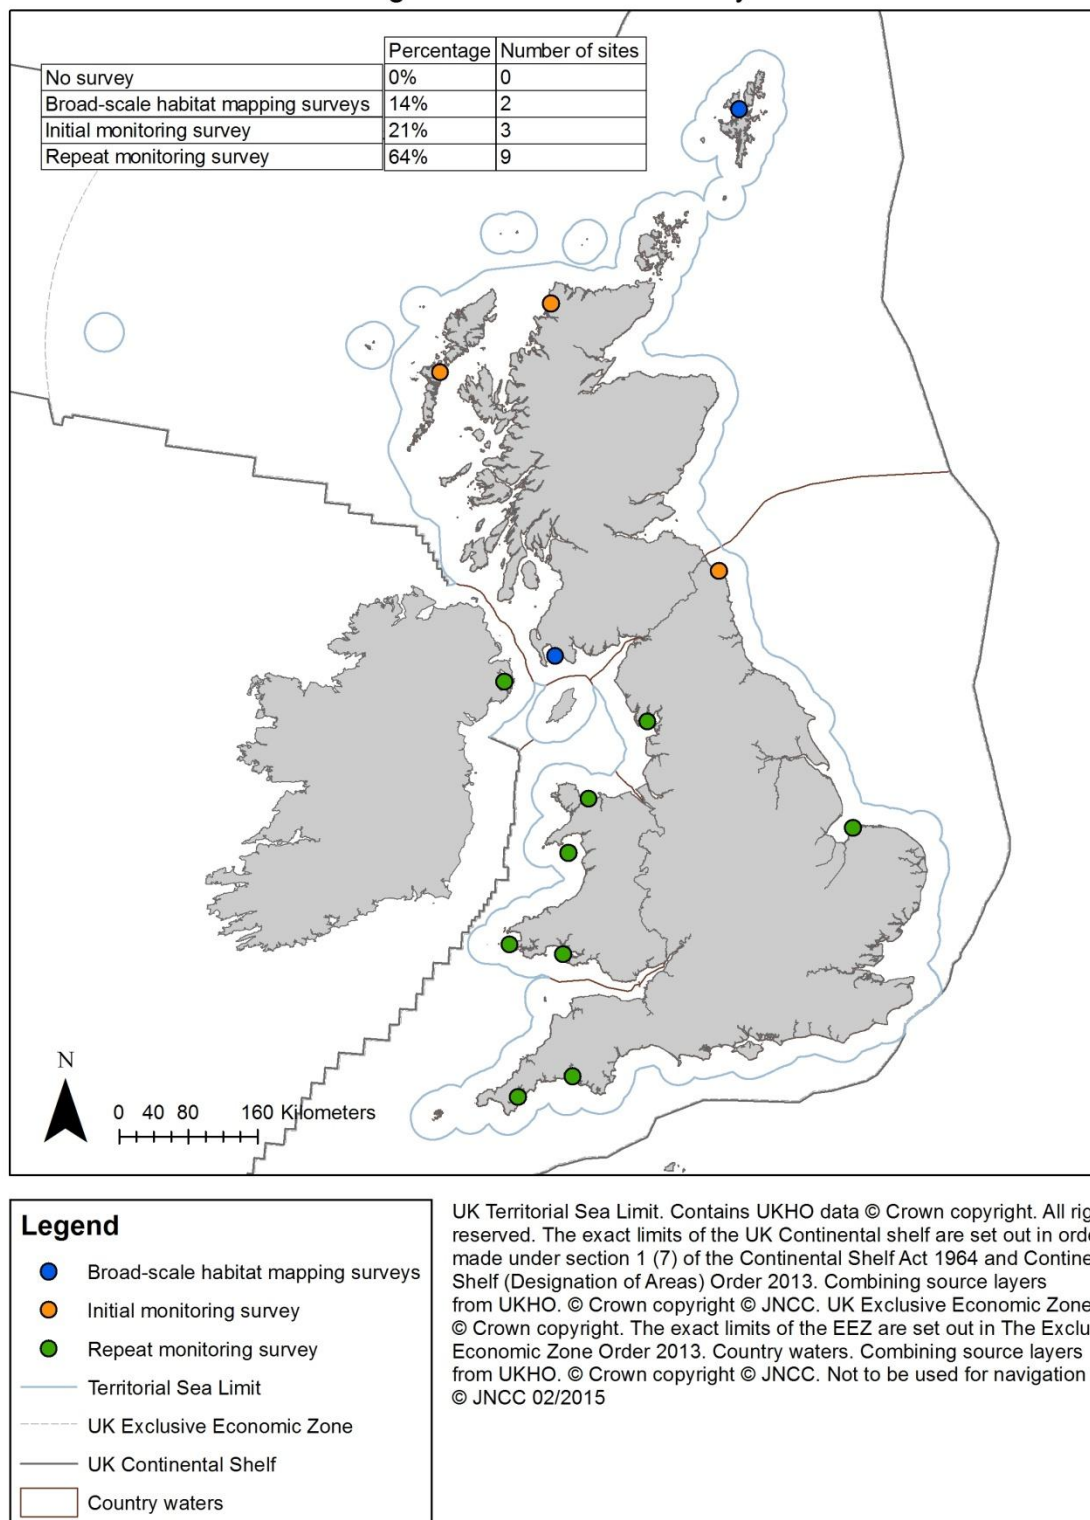 Percentage Number of sites
No survey 0% 0
Broad-scale habitat mapping surveys 14% 2
Initial monitoring survey 21% 3
Repeat monitoring survey 64% 9
N
0 40 80 160 Kilometers
Legend
Broad-scale habitat mapping surveys
Initial monitoring survey
Repeat monitoring survey
Territorial Sea Limit
UK Exclusive Economic Zone
UK Continental Shelf
Country waters
UK Territorial Sea Limit. Contains UKHO data © Crown copyright. All
reserved. The exact limits of the UK Continental shelf are set out in
made under section 1 (7) of the Continental Shelf Act 1964 and
Shelf (Designation of Areas) Order 2013. Combining source layers
from UKHO. © Crown copyright © JNCC. UK Exclusive Economic Zone
© Crown copyright. The exact limits of the EEZ are set out in The
Economic Zone Order 2013. Country waters. Combining source layers
from UKHO. © Crown copyright © JNCC. Not to be used for navigation
© JNCC 02/2015